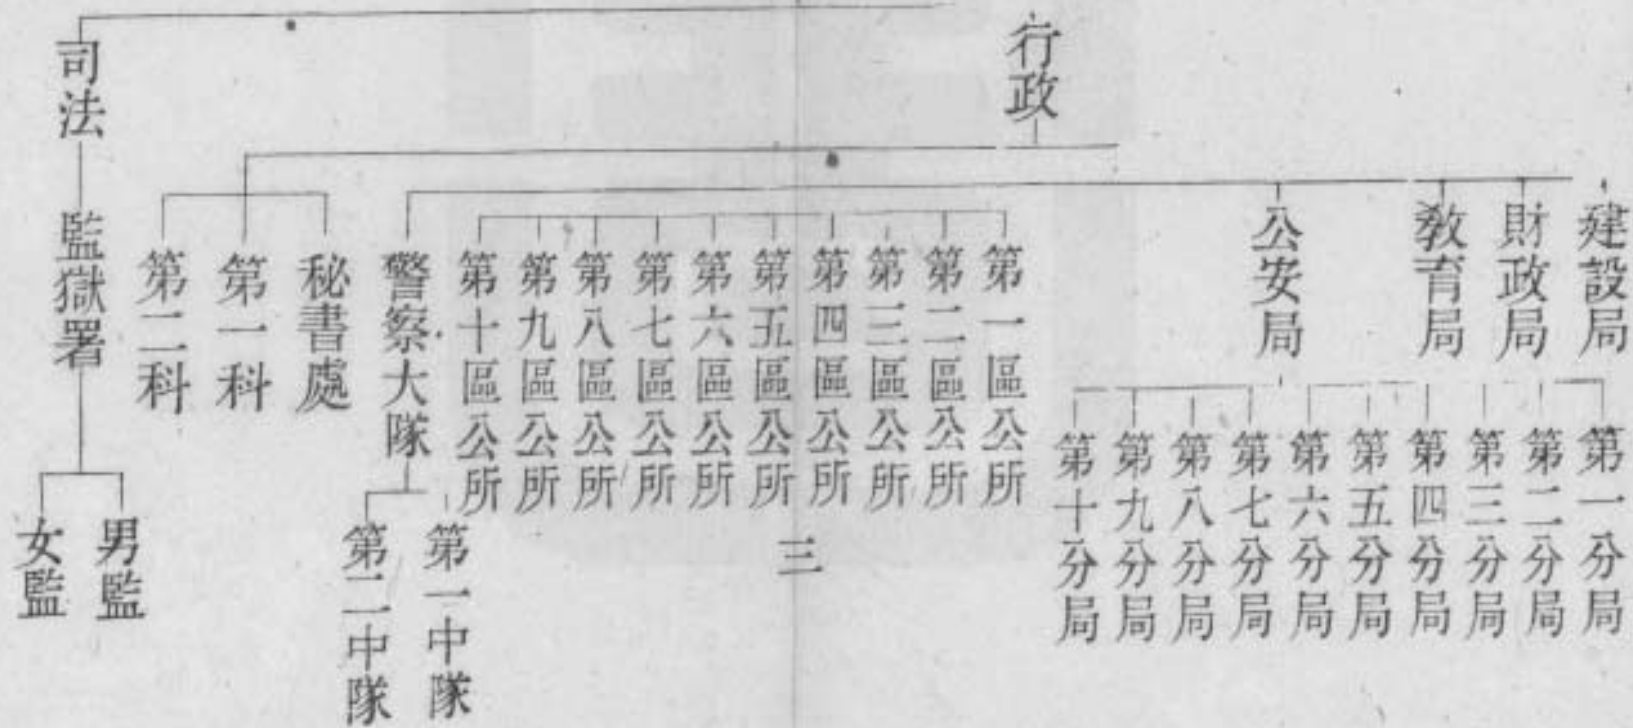 行政
建設局
財政局
教育局
公安局
第一分局
第二分局
第三分局
第四分局
第五分局
第六分局
第七分局
第八分局
第九分局
第十分局
第一區公所
第二區公所
第三區公所
第四區公所
第五區公所
第六區公所
第七區公所
第八區公所
第九區公所
第十區公所
警察大隊
第一中隊
第二中隊
秘書處
第一科
第二科
司法
監獄署
男監
女監
三